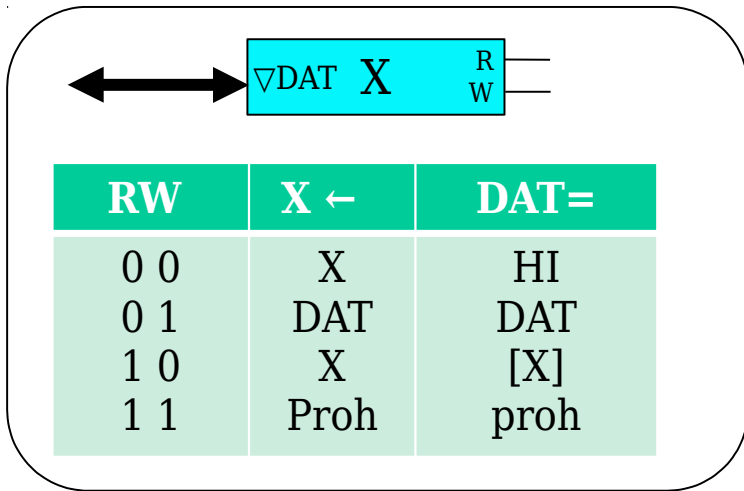 ▽DAT X R
W
RW X ← DAT=
0 0 X HI
0 1 DAT DAT
1 0 X [X]
1 1 Proh proh